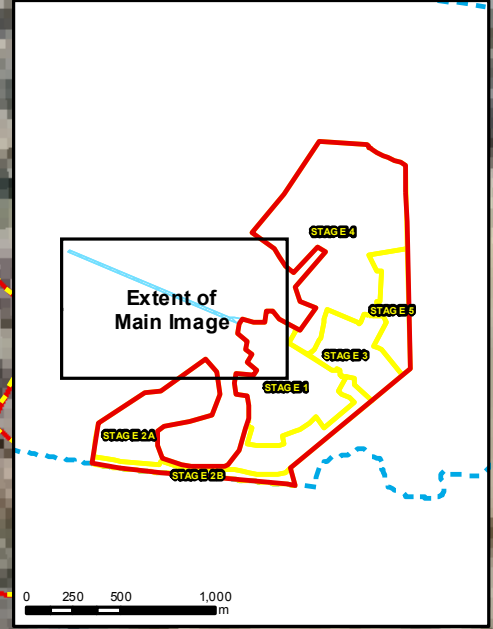 STAGE 4
Extent of
Main Image
STAGE 5
STAGE 3
STAGE 1
STAGE 2A
STAGE 2B
0 250 500 1,000
m